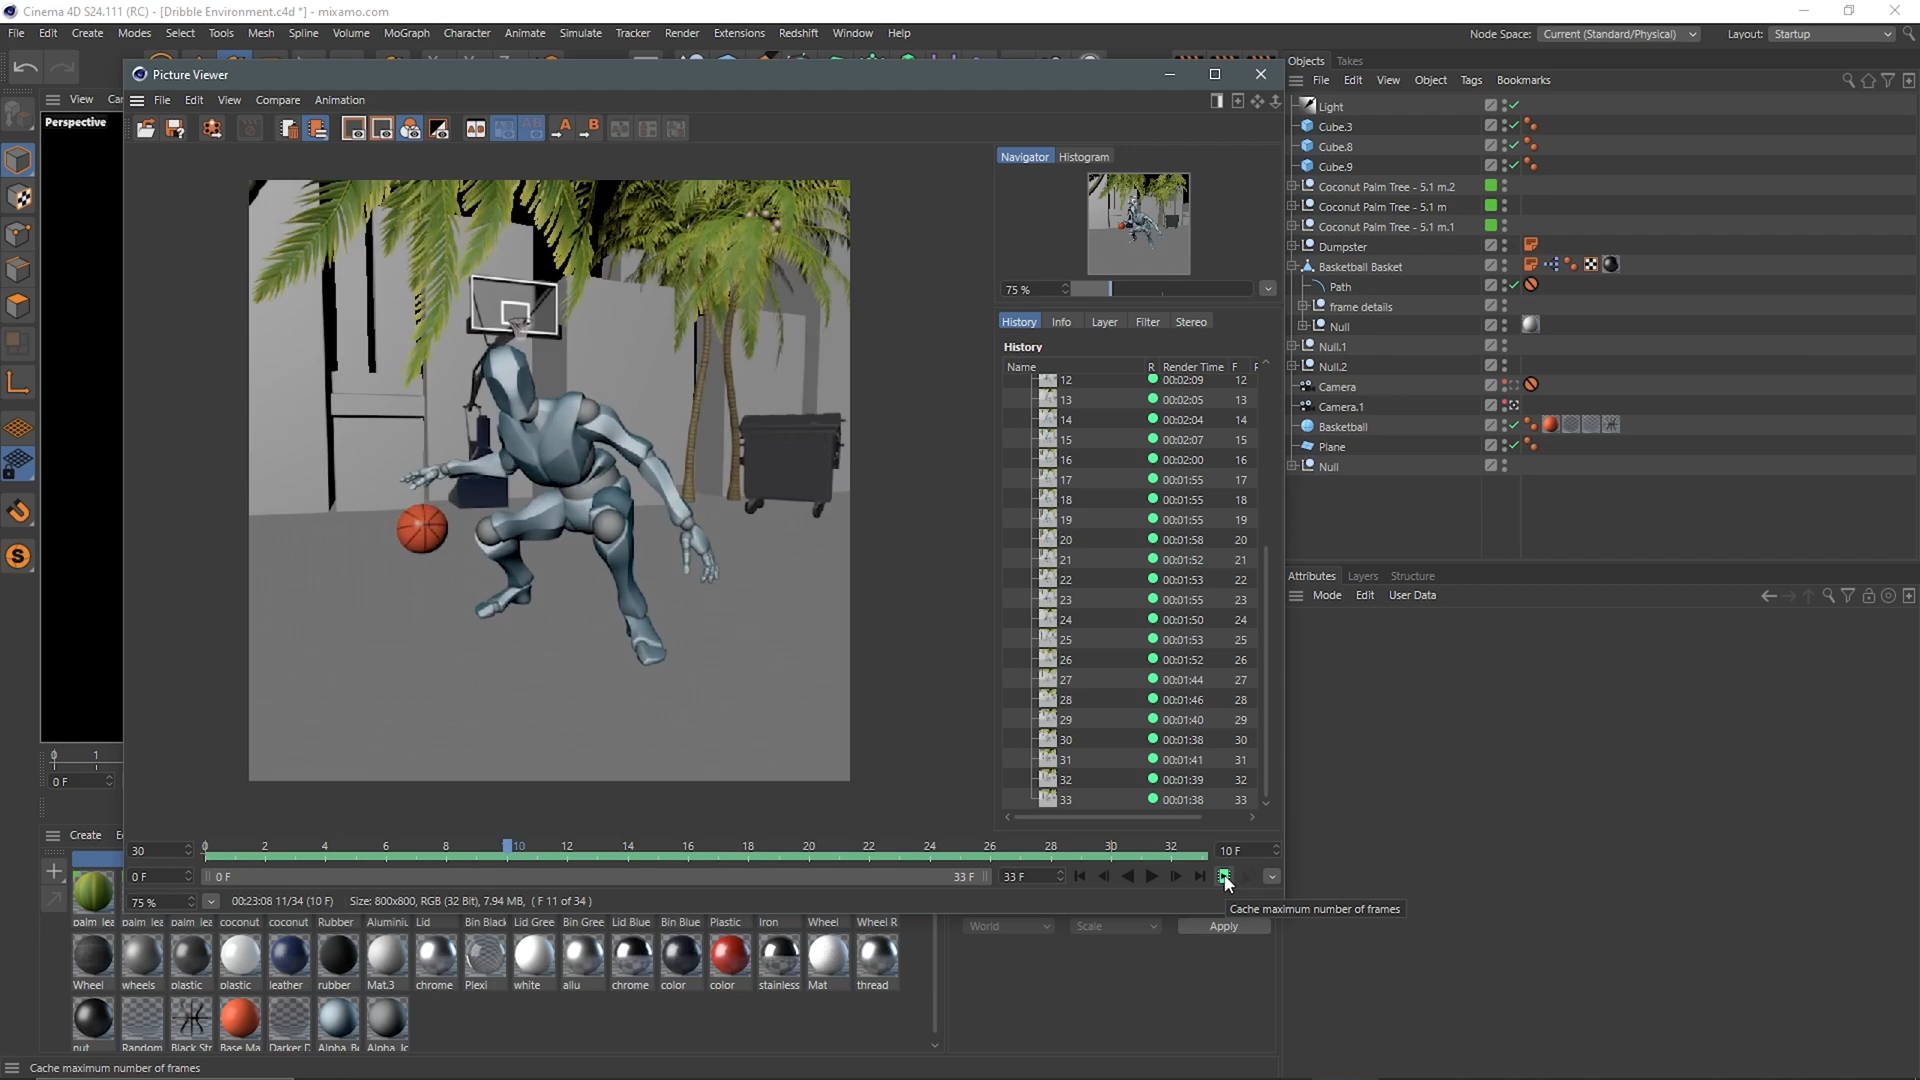 Cinema 4D S24.111 (RC) - [Dribble Environment.c4d *] - mixamo.com
File Edit Create Modes Select Tools Mesh Spline Volume MoGraph Character Animate Simulate Tracker Render Extensions Redshift Window Help
Node Space: Current (Standard/Physical) Layout: Startup
View
Perspective
Picture Viewer
File Edit View Compare Animation
Navigator Histogram
75 %
History Info Layer Filter Stereo
History
Name R Render Time F
12 00:02:09 12
13 00:02:05 13
14 00:02:04 14
15 00:02:07 15
16 00:02:00 16
17 00:01:55 17
18 00:01:55 18
19 00:01:55 19
20 00:01:58 20
21 00:01:52 21
22 00:01:53 22
23 00:01:55 23
24 00:01:50 24
25 00:01:53 25
26 00:01:52 26
27 00:01:44 27
28 00:01:46 28
29 00:01:40 29
30 00:01:38 30
31 00:01:41 31
32 00:01:39 32
33 00:01:38 33
30 0 2 4 6 8 10 12 14 16 18 20 22 24 26 28 30 32 10 F
0 F 0 F 33 F 33 F
75 % 00:23:08 11/34 (10 F) Size: 800x800, RGB (32 Bit), 7.94 MB, ( F 11 of 34 )
Cache maximum number of frames
Objects Takes
File Edit View Object Tags Bookmarks
Light
Cube.3
Cube.8
Cube.9
Coconut Palm Tree - 5.1 m.2
Coconut Palm Tree - 5.1 m
Coconut Palm Tree - 5.1 m.1
Dumpster
Basketball Basket
Path
frame details
Null
Null.1
Null.2
Camera
Camera.1
Basketball
Plane
Null
Attributes Layers Structure
Mode Edit User Data
0 1
0 F
Create
palm lea palm lea palm lea coconut coconut Rubber Aluminiu Lid Bin Black Lid Gree Bin Gree Lid Blue Bin Blue Plastic Iron Wheel Wheel R
Wheel wheels plastic plastic leather rubber Mat.3 chrome Plexi white allu chrome color color stainless Mat thread
nut Random Black Str Base Ma Darker D Alpha_B Alpha_Jc
World Scale Apply
Cache maximum number of frames